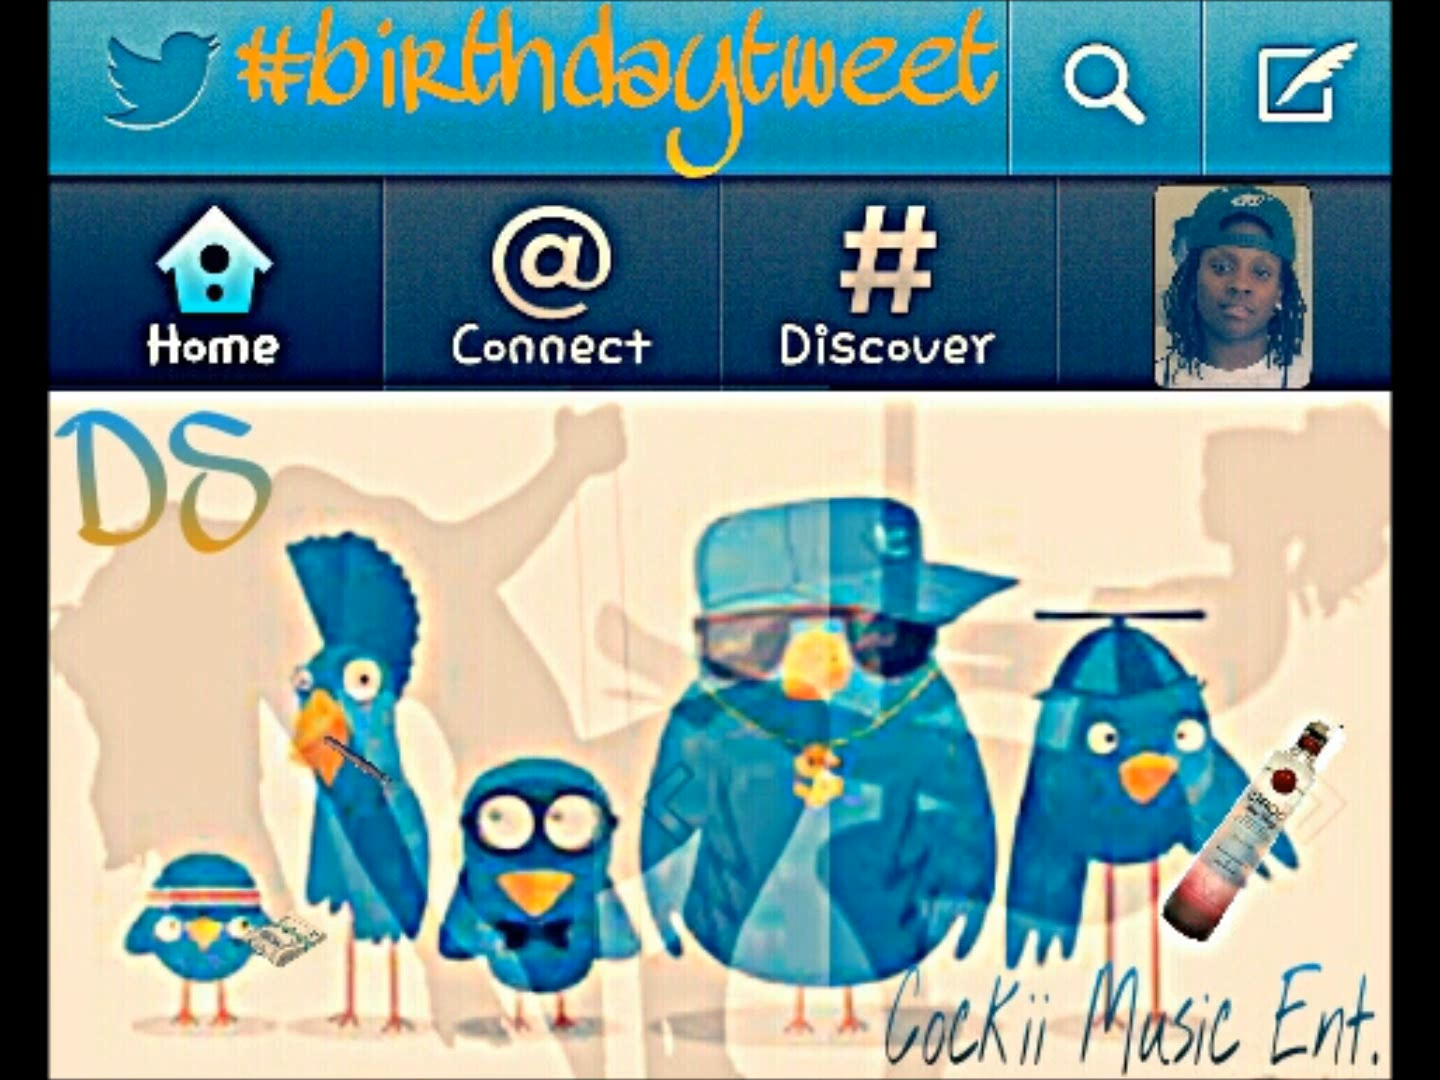 #birthdaytweet
Home
@
Connect
#
Discover
DS
$
CocKii Music Ent.